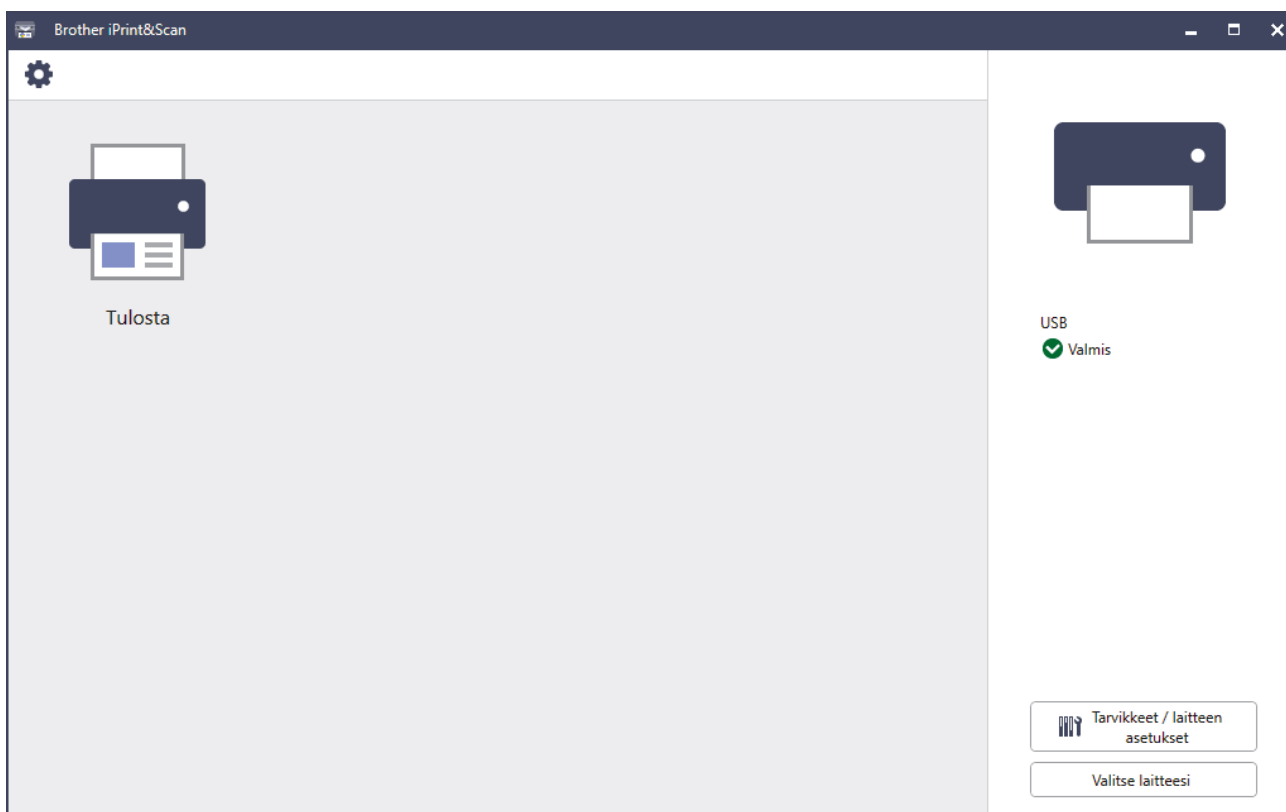 Brother iPrint&Scan
Tulosta
USB
Valmis
Tarvikkeet / laitteen
asetukset
Valitse laitteesi